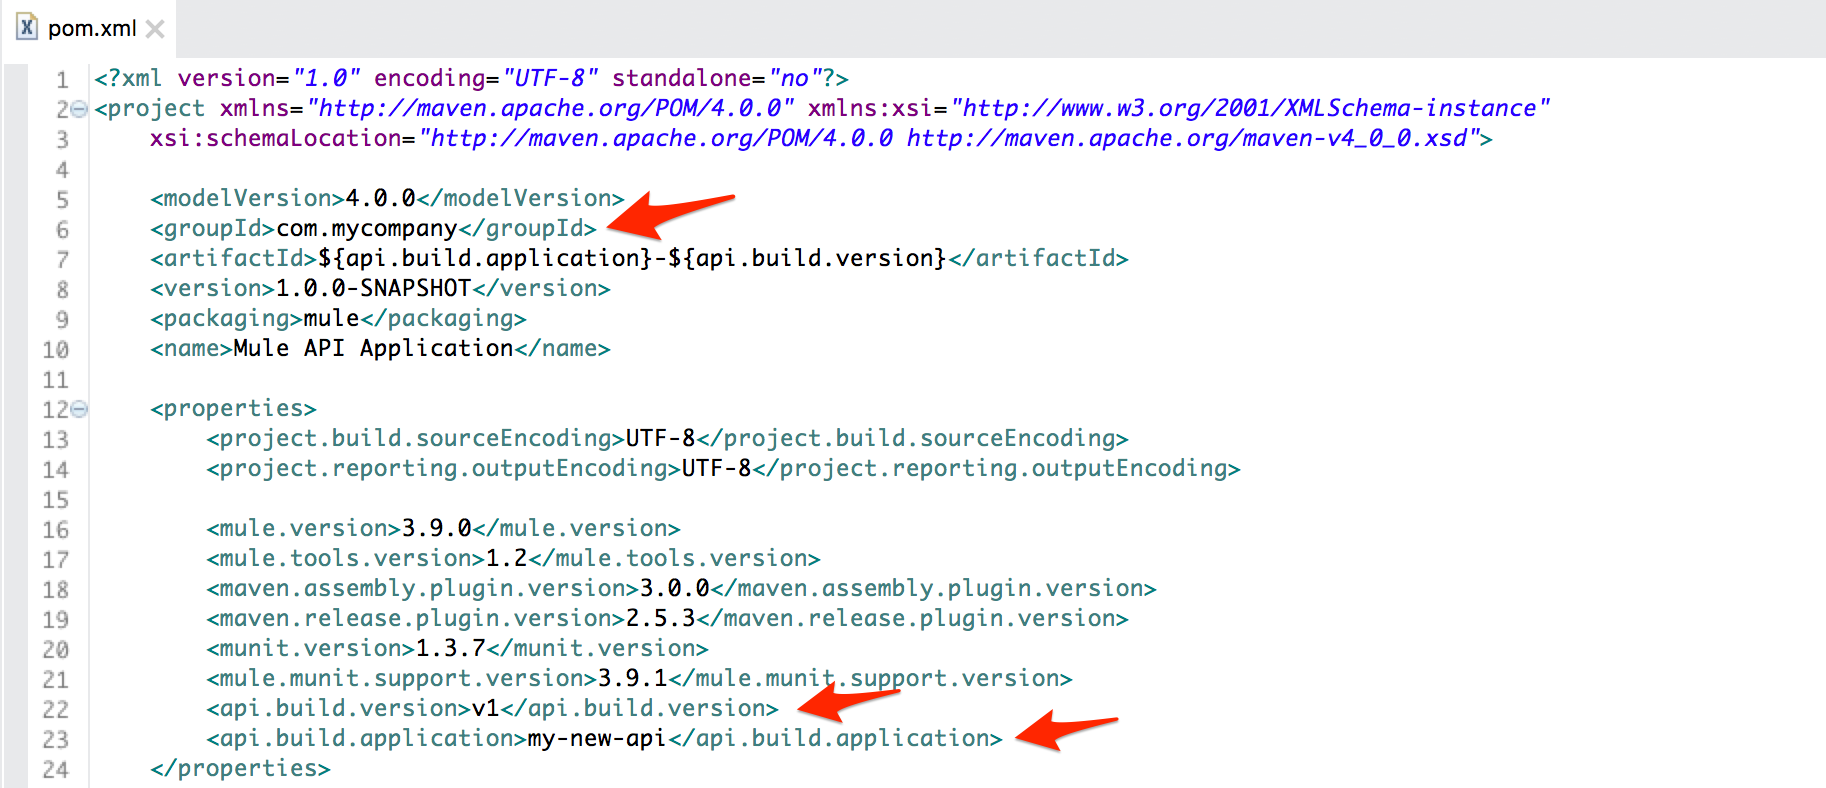 pom.xml
1 <?xml version="1.0" encoding="UTF-8" standalone="no"?>
2 <project xmlns="http://maven.apache.org/POM/4.0.0" xmlns:xsi="http://www.w3.org/2001/XMLSchema-instance"
3 xsi:schemaLocation="http://maven.apache.org/POM/4.0.0 http://maven.apache.org/maven-v4_0_0.xsd">
4
5 <modelVersion>4.0.0</modelVersion>
6 <groupId>com.mycompany</groupId>
7 <artifactId>${api.build.application}-${api.build.version}</artifactId>
8 <version>1.0.0-SNAPSHOT</version>
9 <packaging>mule</packaging>
10 <name>Mule API Application</name>
11
12 <properties>
13 <project.build.sourceEncoding>UTF-8</project.build.sourceEncoding>
14 <project.reporting.outputEncoding>UTF-8</project.reporting.outputEncoding>
15
16 <mule.version>3.9.0</mule.version>
17 <mule.tools.version>1.2</mule.tools.version>
18 <maven.assembly.plugin.version>3.0.0</maven.assembly.plugin.version>
19 <maven.release.plugin.version>2.5.3</maven.release.plugin.version>
20 <munit.version>1.3.7</munit.version>
21 <mule.munit.support.version>3.9.1</mule.munit.support.version>
22 <api.build.version>v1</api.build.version>
23 <api.build.application>my-new-api</api.build.application>
24 </properties>